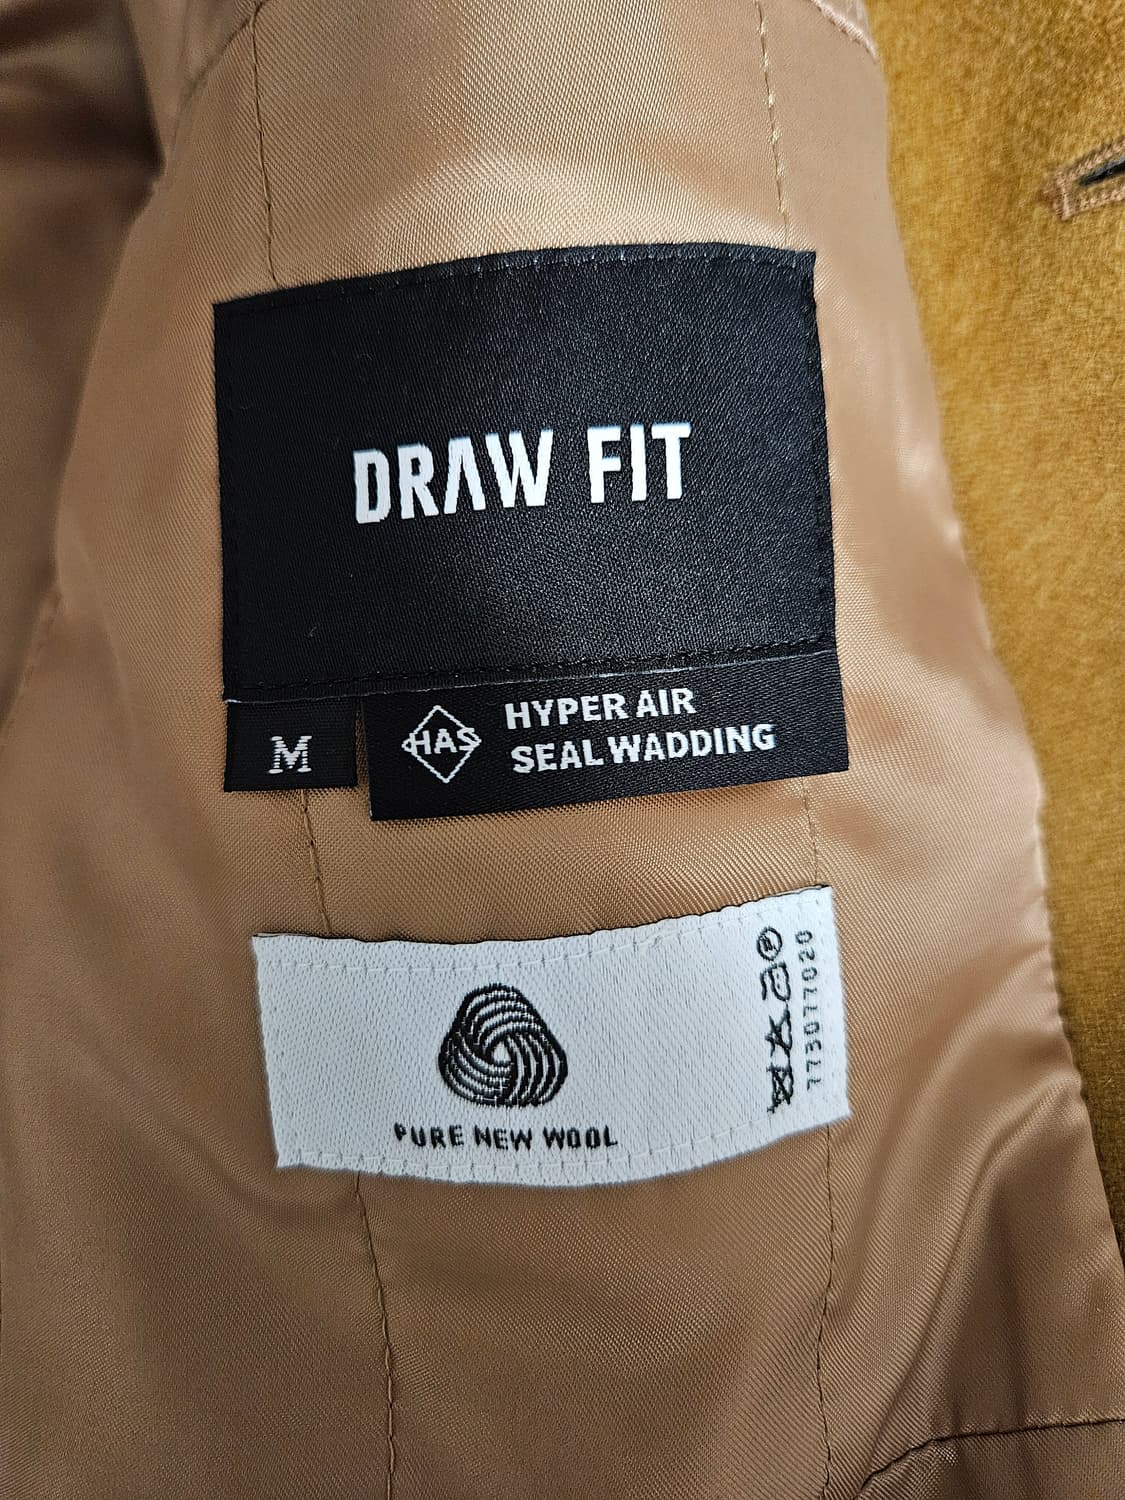 DRAW FIT
M
HAS
HYPER AIR
SEAL WADDING
PURE NEW WOOL
773077020